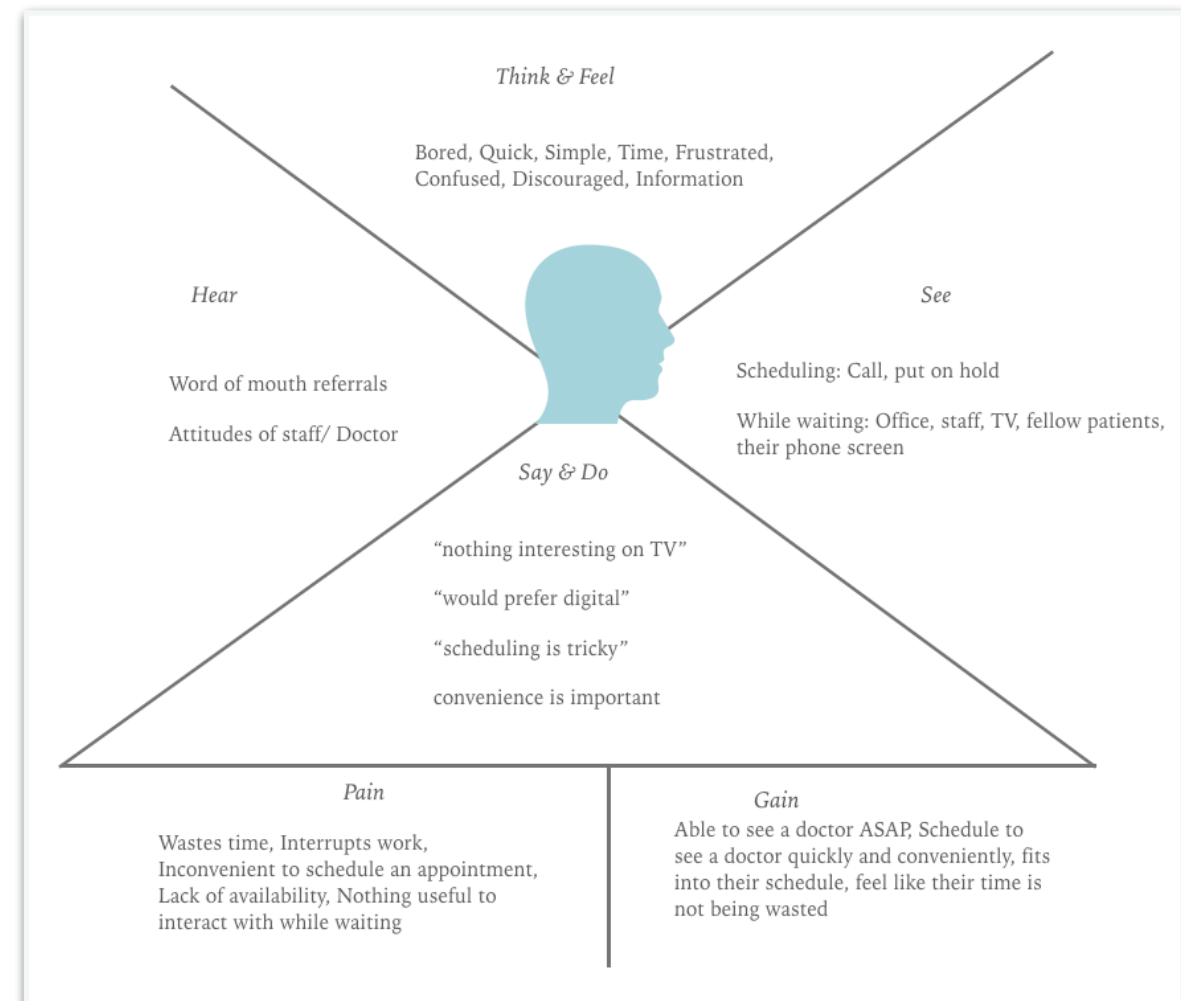 Think & Feel
Bored, Quick, Simple, Time, Frustrated,
Confused, Discouraged, Information
Hear
Word of mouth referrals
Attitudes of staff/ Doctor
See
Scheduling: Call, put on hold
While waiting: Office, staff, TV, fellow patients,
their phone screen
Say & Do
“nothing interesting on TV”
“would prefer digital”
“scheduling is tricky”
convenience is important
Pain
Wastes time, Interrupts work,
Inconvenient to schedule an appointment,
Lack of availability, Nothing useful to
interact with while waiting
Gain
Able to see a doctor ASAP, Schedule to
see a doctor quickly and conveniently, fits
into their schedule, feel like their time is
not being wasted